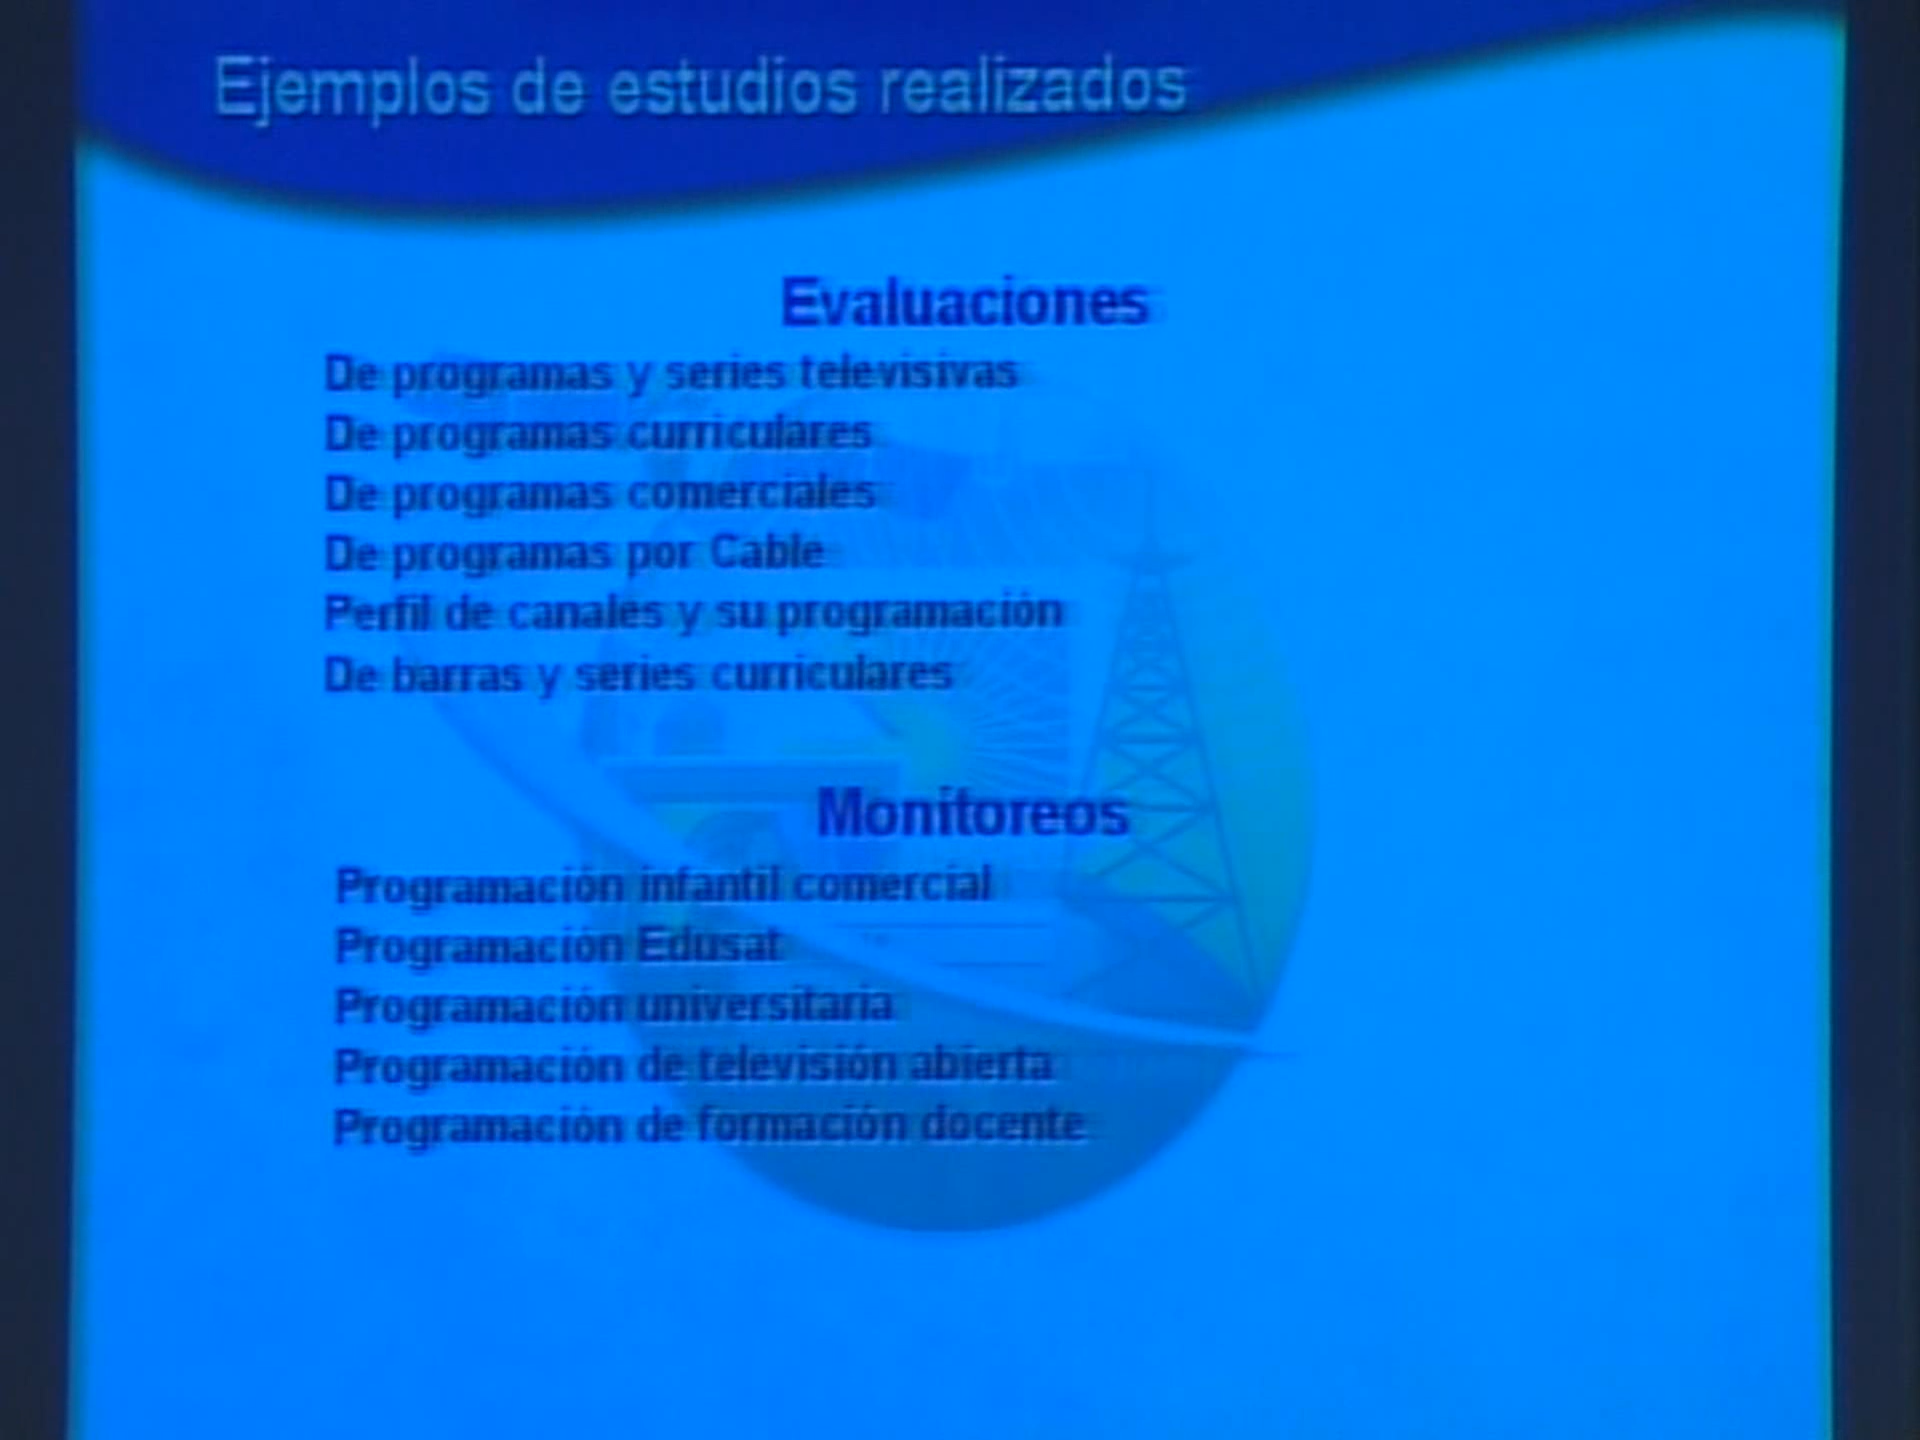 Ejemplos de estudios realizados
Evaluaciones
De programas y series televisivas
De programas curriculares
De programas comerciales
De programas por Cable
Perfil de canales y su programación
De barras y series curriculares
Monitoreos
Programación infantil comercial
Programación Edusat
Programación universitaria
Programación de televisión abierta
Programación de formación docente